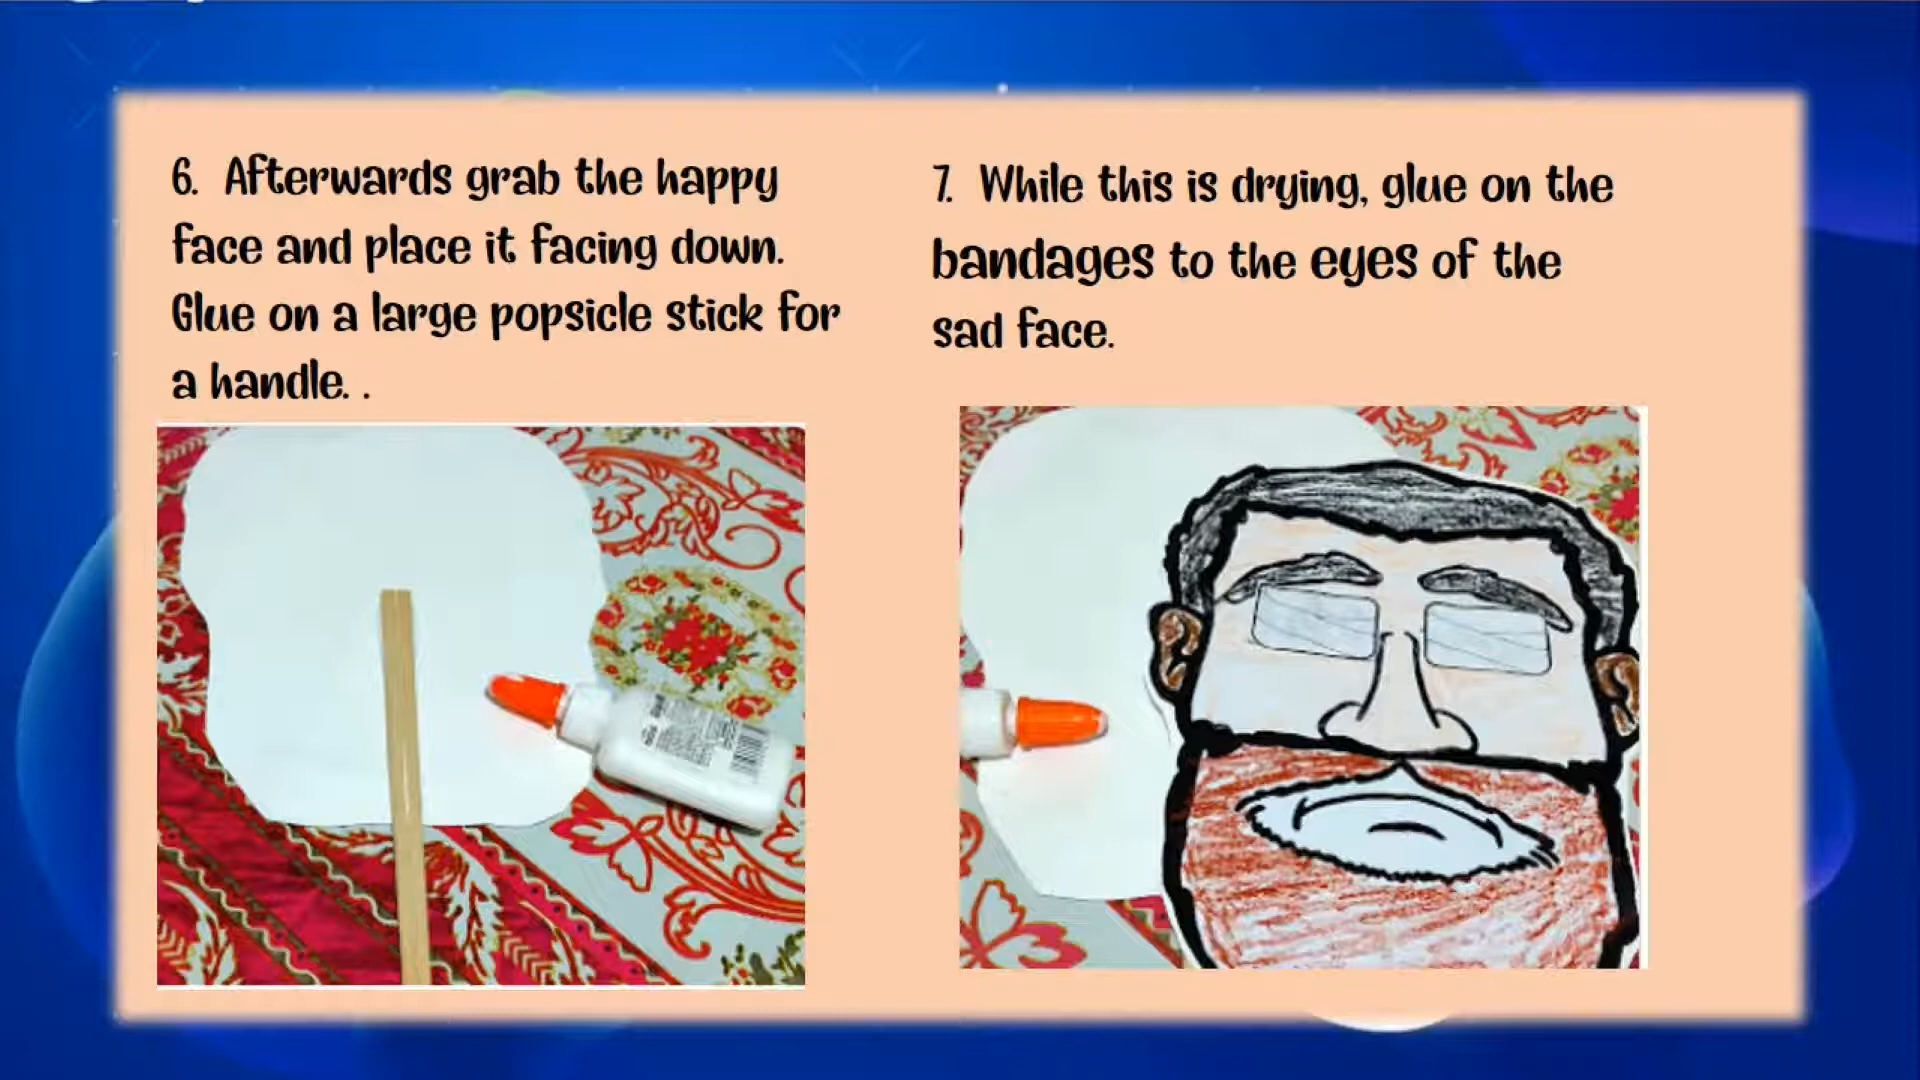 6. Afterwards grab the happy
face and place it facing down.
Glue on a large popsicle stick for
a handle. .
7. While this is drying, glue on the
bandages to the eyes of the
sad face.